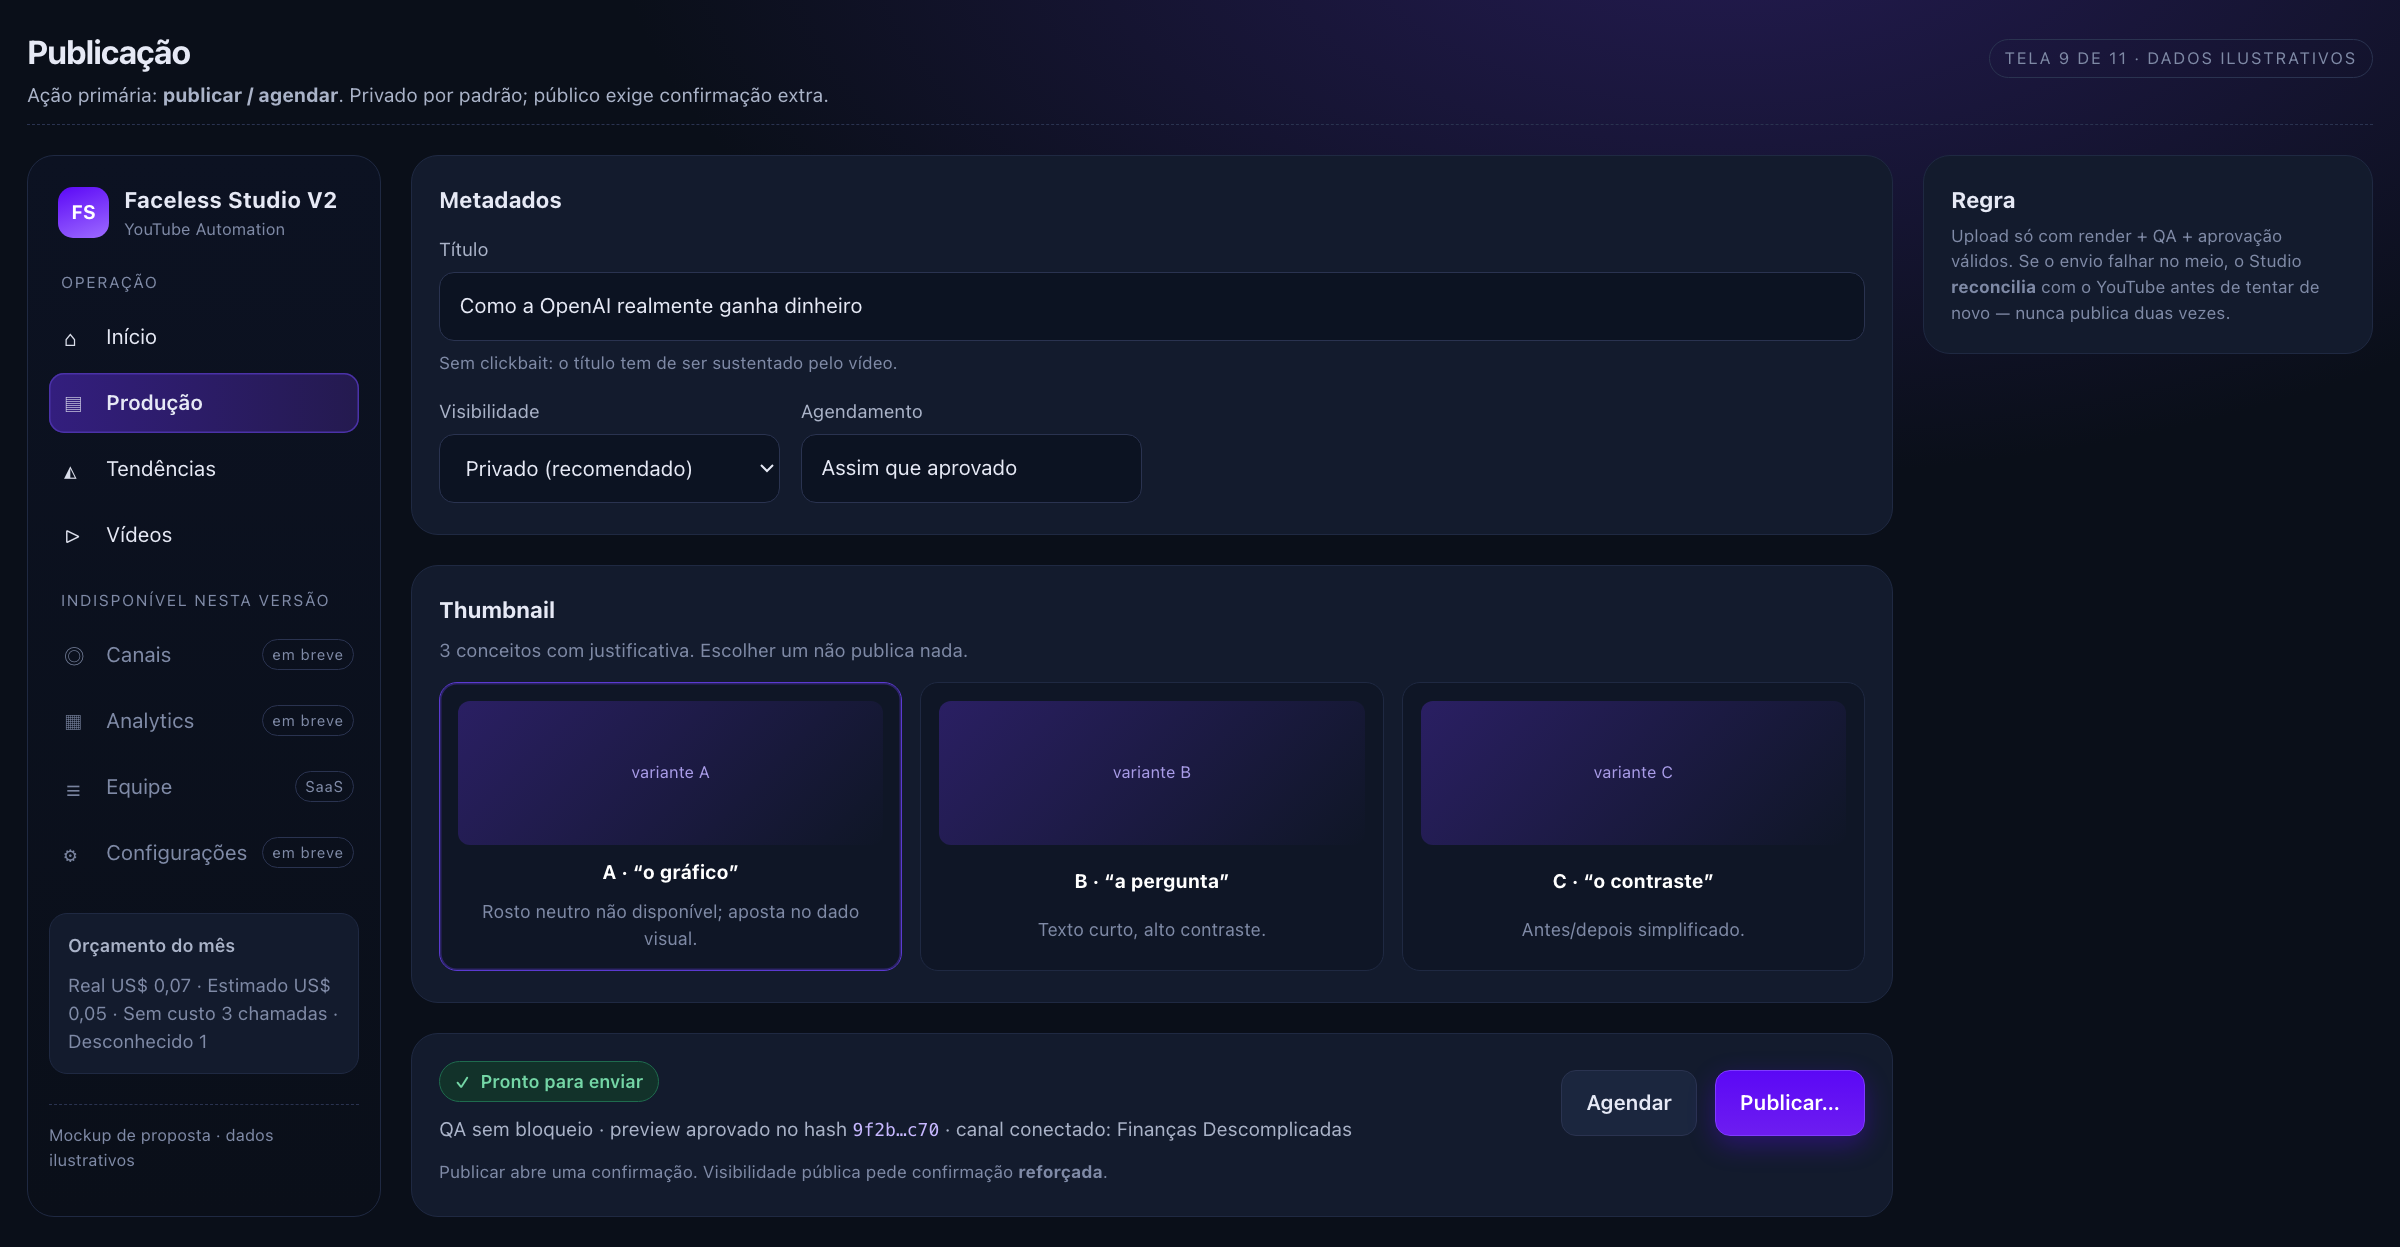 Publicação
Ação primária: publicar / agendar. Privado por padrão; público exige confirmação extra.
TELA 9 DE 11 · DADOS ILUSTRATIVOS
FS
Faceless Studio V2
YouTube Automation
OPERAÇÃO
Início
Produção
Tendências
Vídeos
INDISPONÍVEL NESTA VERSÃO
Canais em breve
Analytics em breve
Equipe SaaS
Configurações em breve
Orçamento do mês
Real US$ 0,07 · Estimado US$
0,05 · Sem custo 3 chamadas ·
Desconhecido 1
Mockup de proposta · dados
ilustrativos
Metadados
Título
Como a OpenAI realmente ganha dinheiro
Sem clickbait: o título tem de ser sustentado pelo vídeo.
Visibilidade
Privado (recomendado)
Agendamento
Assim que aprovado
Thumbnail
3 conceitos com justificativa. Escolher um não publica nada.
variante A
A · “o gráfico”
Rosto neutro não disponível; aposta no dado
visual.
variante B
B · “a pergunta”
Texto curto, alto contraste.
variante C
C · “o contraste”
Antes/depois simplificado.
✓ Pronto para enviar
QA sem bloqueio · preview aprovado no hash 9f2b…c70 · canal conectado: Finanças Descomplicadas
Publicar abre uma confirmação. Visibilidade pública pede confirmação reforçada.
Agendar
Publicar…
Regra
Upload só com render + QA + aprovação
válidos. Se o envio falhar no meio, o Studio
reconcilia com o YouTube antes de tentar de
novo — nunca publica duas vezes.